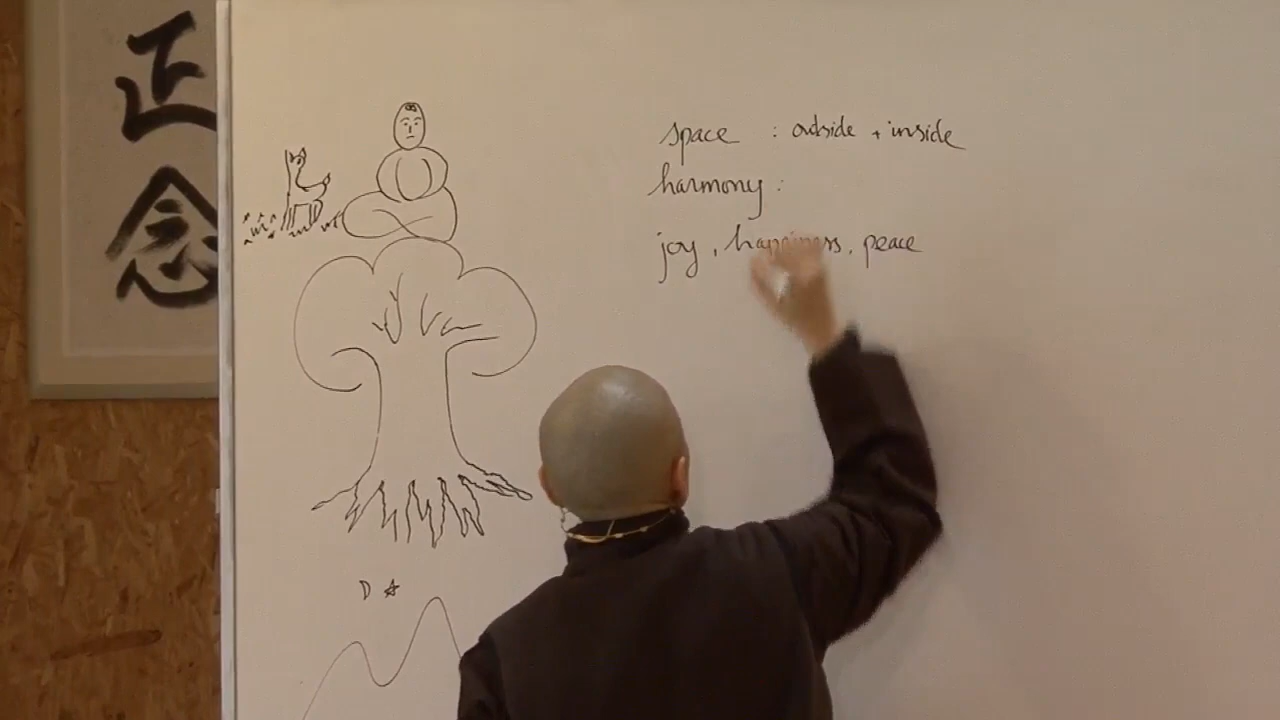 正念
space : outside + inside
harmony :
joy, happiness, peace